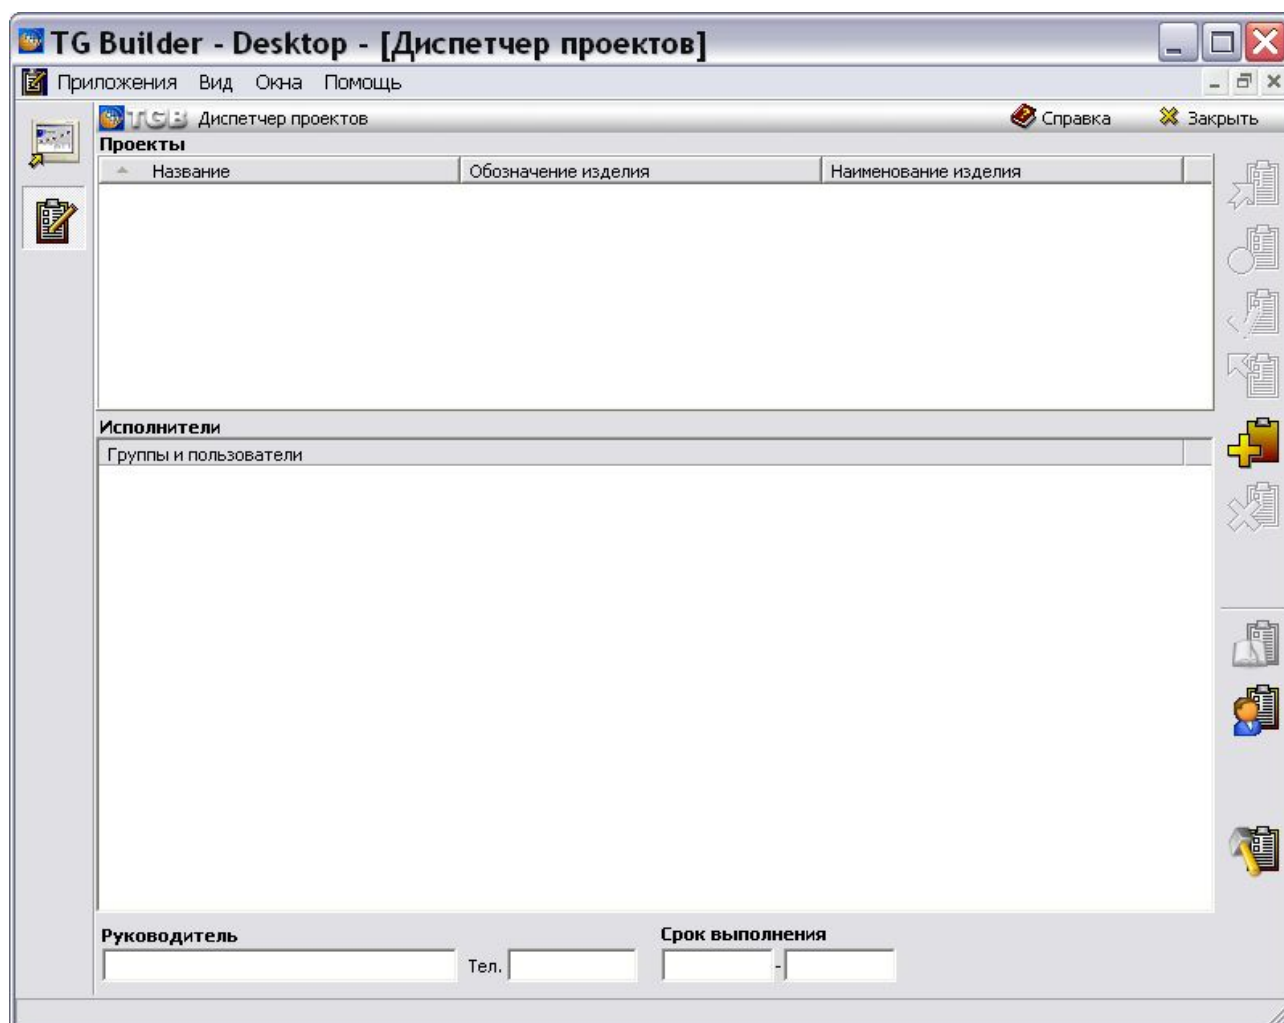 TG Builder - Desktop - [Диспетчер проектов]
Приложения Вид Окна Помощь
TGB Диспетчер проектов Справка Закрыть
Проекты
Название Обозначение изделия Наименование изделия
Исполнители
Группы и пользователи
Руководитель Срок выполнения
Тел. -